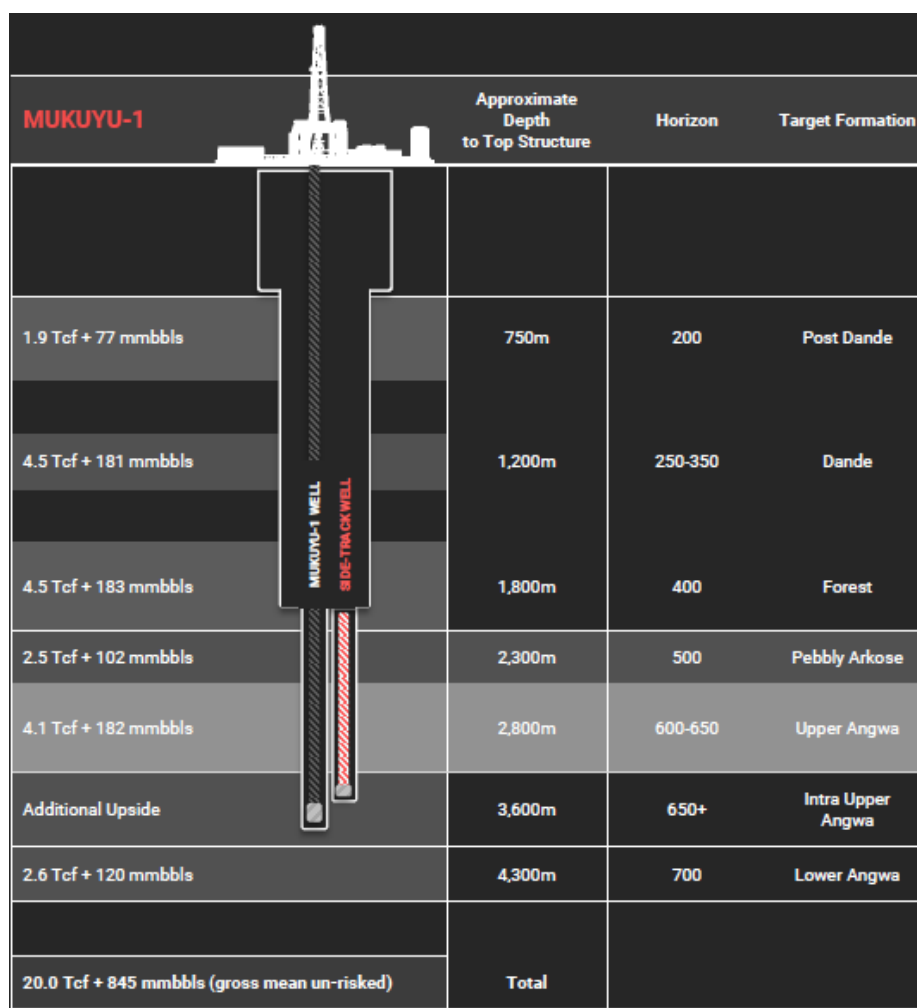 MUKUYU-1
Approximate
Depth
to Top Structure
Horizon
Target Formation
1.9 Tcf + 77 mmbbls
750m
200
Post Dande
4.5 Tcf + 181 mmbbls
1,200m
250-350
Dande
MUKUYU-1 WELL
SIDE-TRACK WELL
4.5 Tcf + 183 mmbbls
1,800m
400
Forest
2.5 Tcf + 102 mmbbls
2,300m
500
Pebbly Arkose
4.1 Tcf + 182 mmbbls
2,800m
600-650
Upper Angwa
Additional Upside
3,600m
650+
Intra Upper
Angwa
2.6 Tcf + 120 mmbbls
4,300m
700
Lower Angwa
20.0 Tcf + 845 mmbbls (gross mean un-risked)
Total